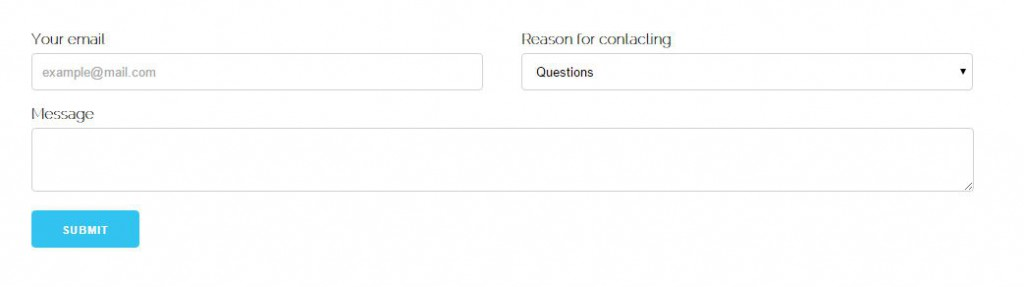 Your email
Reason for contacting
example@mail.com
Questions
Message
SUBMIT